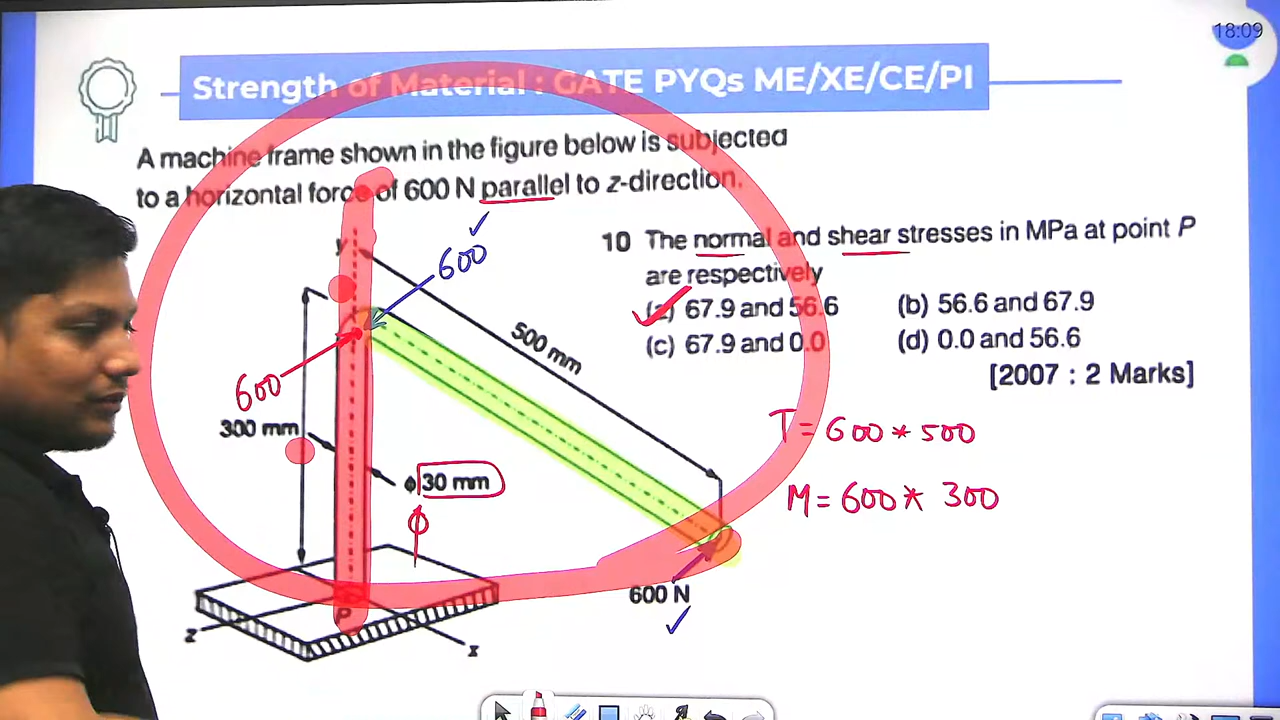 18:09
Strength of Material : GATE PYQs ME/XE/CE/PI
A machine frame shown in the figure below is subjected
to a horizontal force of 600 N parallel to z-direction.
10 The normal and shear stresses in MPa at point P
are respectively
(a) 67.9 and 56.6 (b) 56.6 and 67.9
(c) 67.9 and 0.0 (d) 0.0 and 56.6
[2007 : 2 Marks]
y
600
500 mm
600
300 mm
ϕ 30 mm
ϕ
600 N
P
z
x
T = 600 * 500
M = 600 * 300